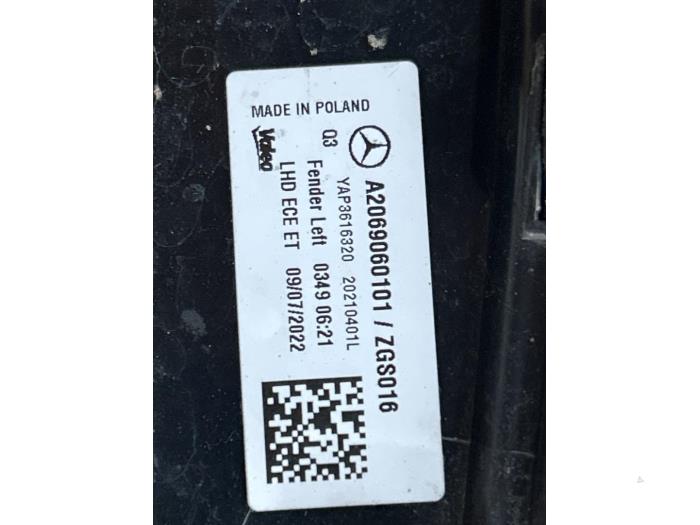 MADE IN POLAND
A2069060101 / ZGS016
YAP3616320 20210401L
Q3 Fender Left 0349 06:21
Valeo LHD ECE ET 09/07/2022